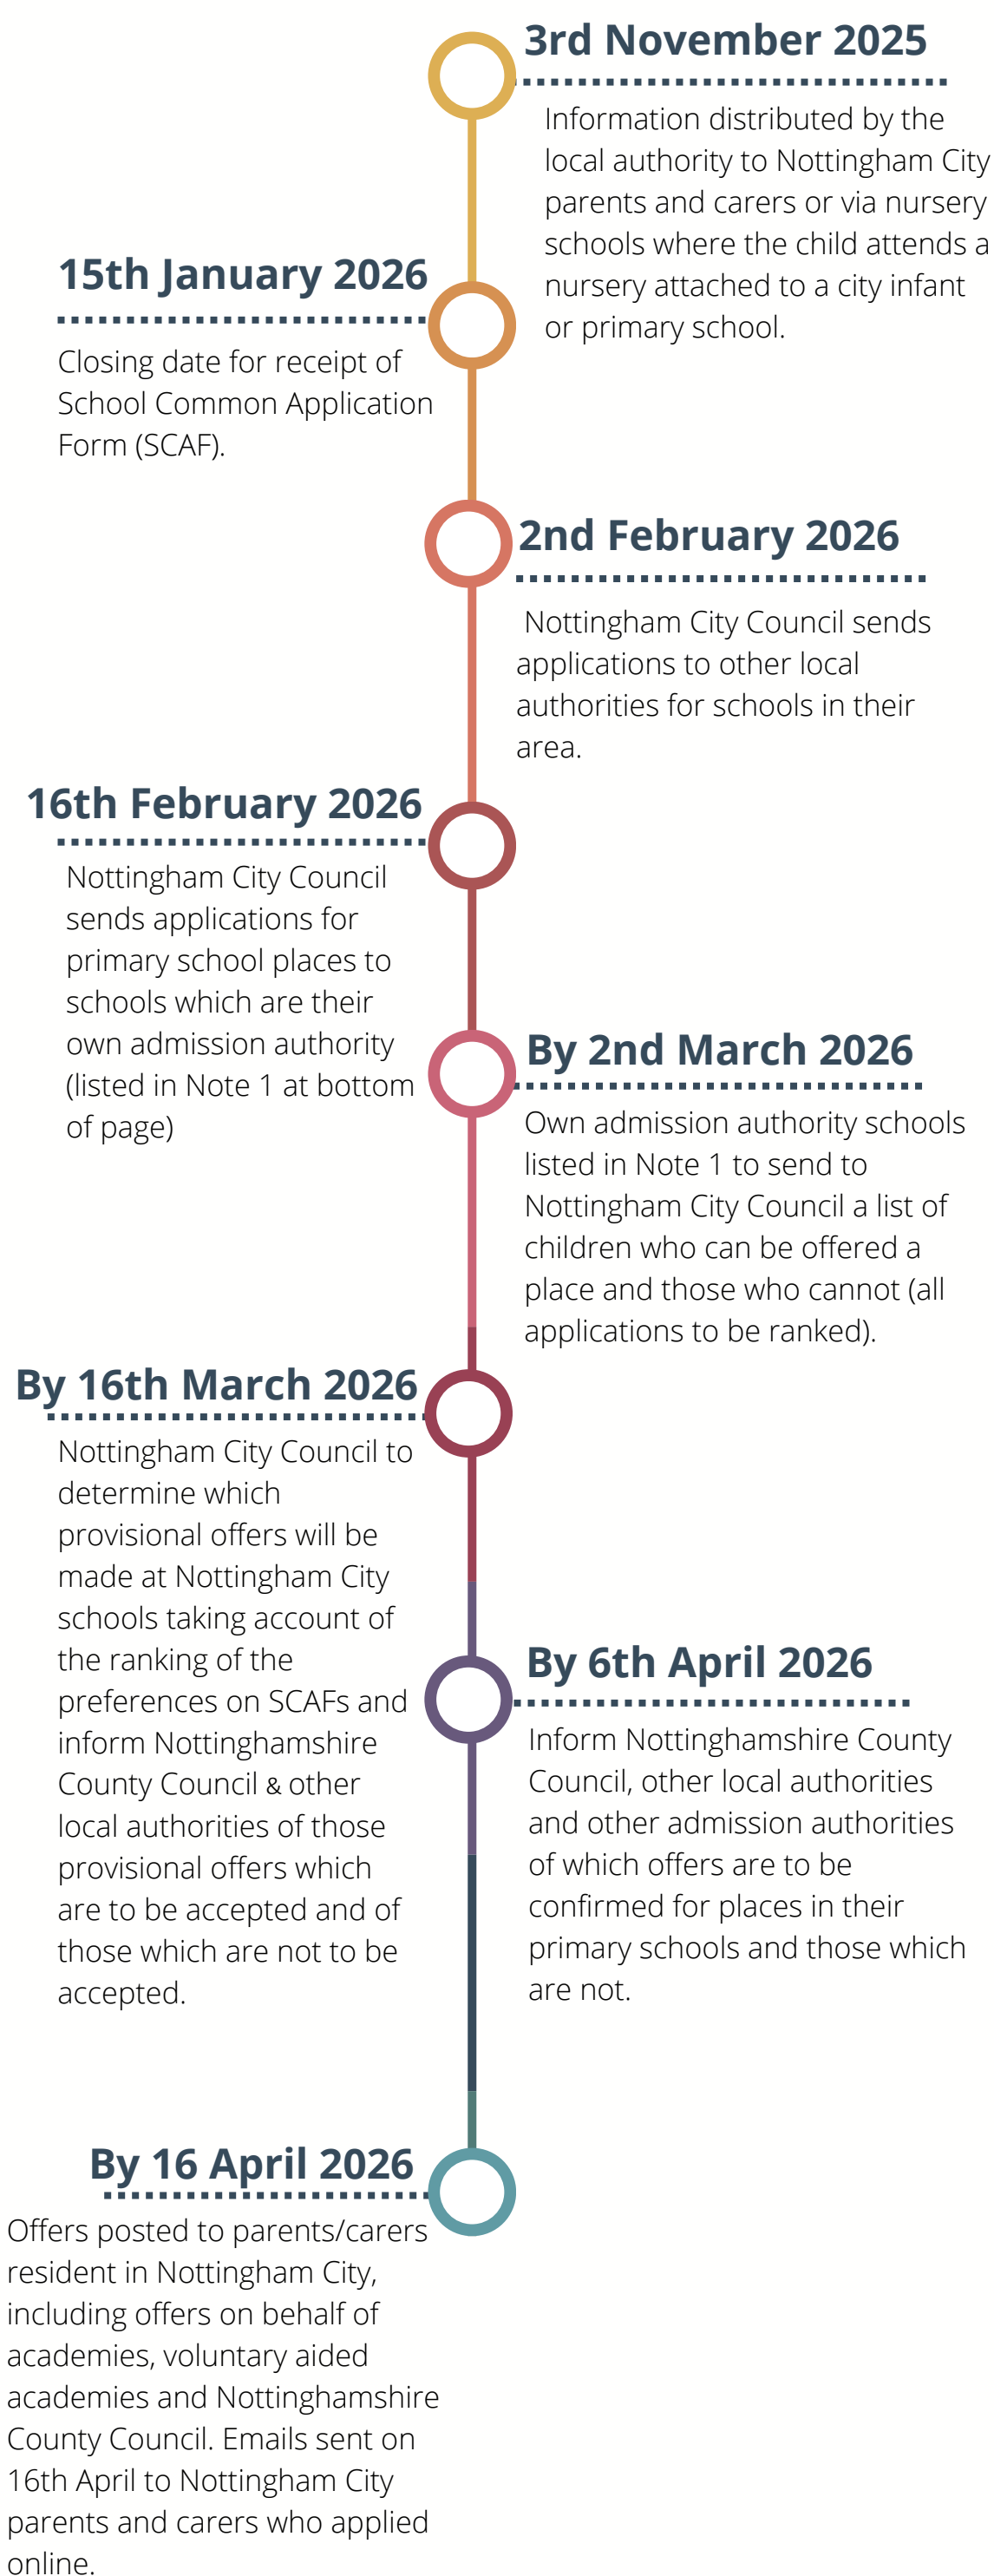 3rd November 2025
Information distributed by the
local authority to Nottingham City
parents and carers or via nursery
schools where the child attends a
nursery attached to a city infant
or primary school.
15th January 2026
Closing date for receipt of
School Common Application
Form (SCAF).
2nd February 2026
Nottingham City Council sends
applications to other local
authorities for schools in their
area.
16th February 2026
Nottingham City Council
sends applications for
primary school places to
schools which are their
own admission authority
(listed in Note 1 at bottom
of page)
By 2nd March 2026
Own admission authority schools
listed in Note 1 to send to
Nottingham City Council a list of
children who can be offered a
place and those who cannot (all
applications to be ranked).
By 16th March 2026
Nottingham City Council to
determine which
provisional offers will be
made at Nottingham City
schools taking account of
the ranking of the
preferences on SCAFs and
inform Nottinghamshire
County Council & other
local authorities of those
provisional offers which
are to be accepted and of
those which are not to be
accepted.
By 6th April 2026
Inform Nottinghamshire County
Council, other local authorities
and other admission authorities
of which offers are to be
confirmed for places in their
primary schools and those which
are not.
By 16 April 2026
Offers posted to parents/carers
resident in Nottingham City,
including offers on behalf of
academies, voluntary aided
academies and Nottinghamshire
County Council. Emails sent on
16th April to Nottingham City
parents and carers who applied
online.